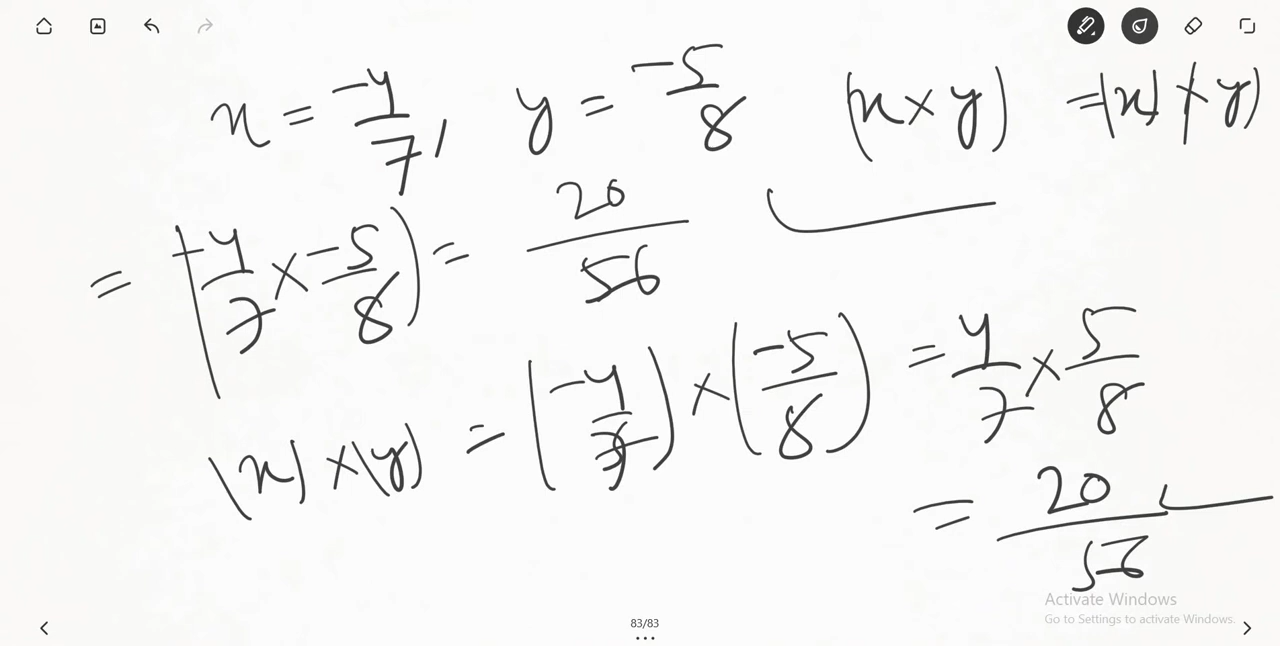 x = -4/7, y = -5/8 |x × y| = |x| × |y|
= |-4/7 × -5/8| = 20/56
|x| × |y| = |-4/7| × |-5/8| = 4/7 × 5/8
= 20/56
Activate Windows
Go to Settings to activate Windows.
83/83